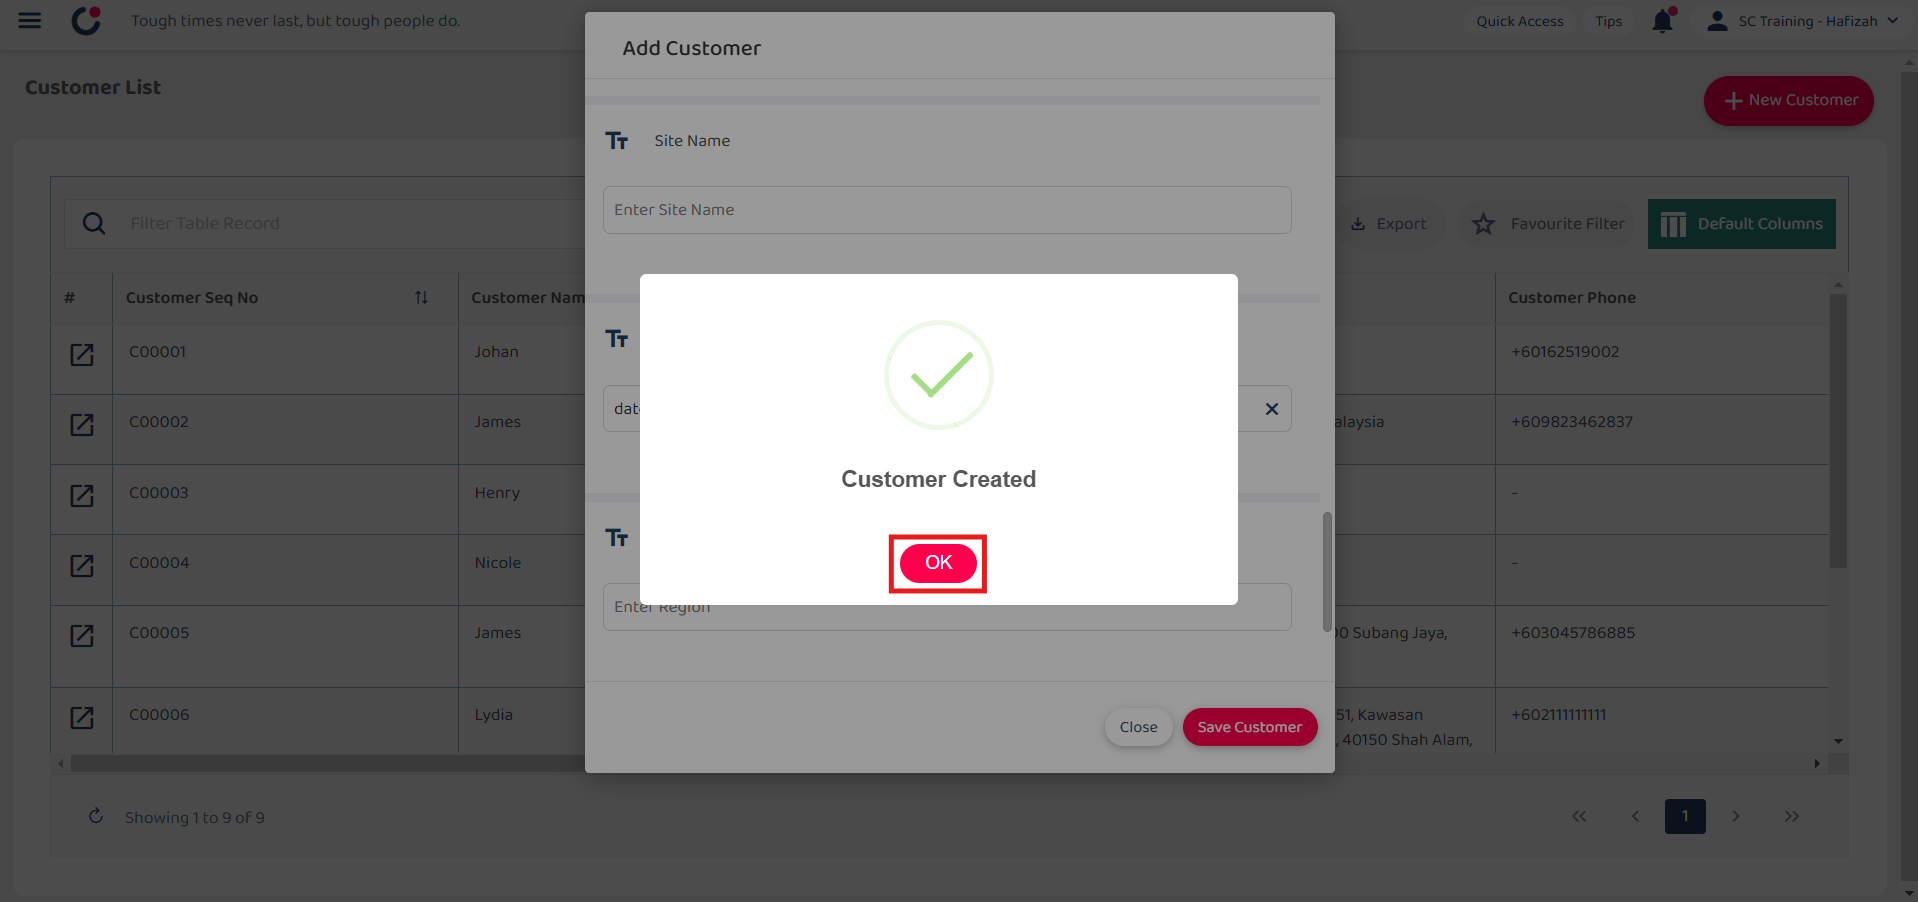 Tough times never last, but tough people do.
Quick Access
Tips
SC Training - Hafizah
Add Customer
Customer List
New Customer
Site Name
Enter Site Name
Filter Table Record
Export
Favourite Filter
Default Columns
#
Customer Seq No
Customer Nam
Customer Phone
C00001
Johan
+60162519002
C00002
James
dat
alaysia
+609823462837
C00003
Henry
-
Customer Created
C00004
Nicole
-
OK
Enter Region
C00005
James
00 Subang Jaya,
+603045786885
C00006
Lydia
51, Kawasan
, 40150 Shah Alam,
+602111111111
Close
Save Customer
Showing 1 to 9 of 9
<<
<
1
>
>>